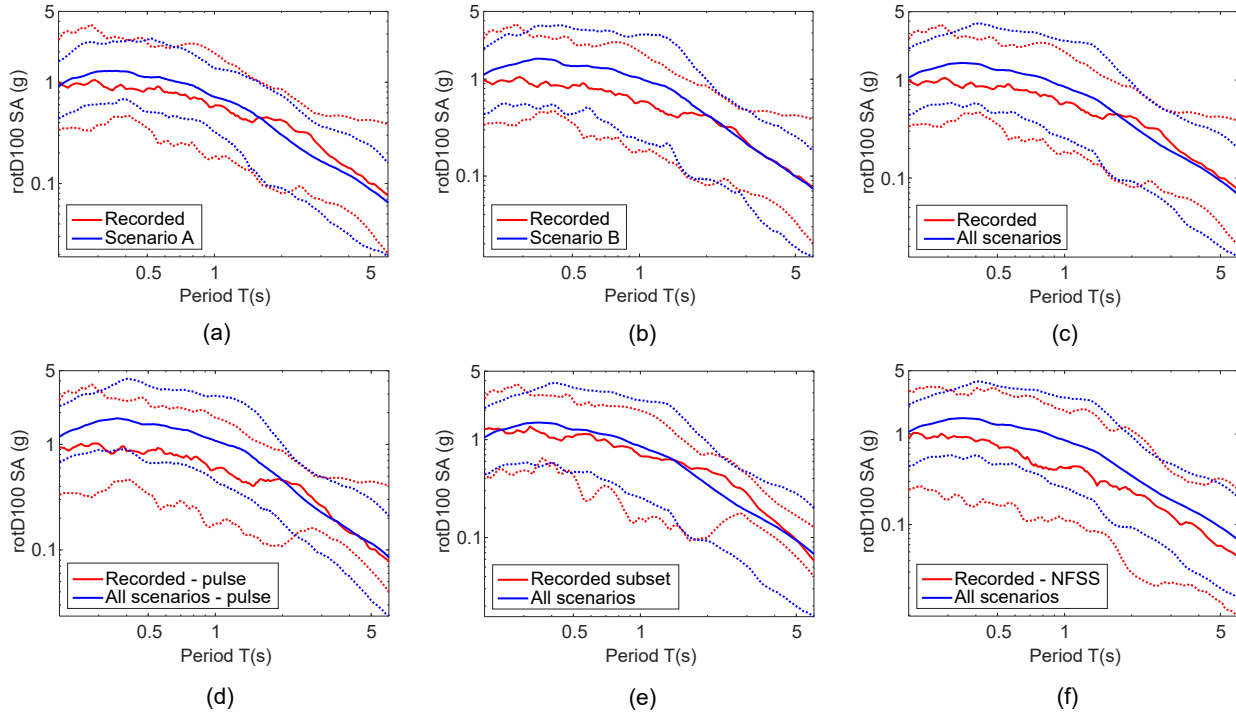 5
1
0.1
rotD100 SA (g)
Recorded
Scenario A
0.5
1
5
Period T(s)
(a)
5
1
0.1
rotD100 SA (g)
Recorded
Scenario B
0.5
1
5
Period T(s)
(b)
5
1
0.1
rotD100 SA (g)
Recorded
All scenarios
0.5
1
5
Period T(s)
(c)
5
1
0.1
rotD100 SA (g)
Recorded - pulse
All scenarios - pulse
0.5
1
5
Period T(s)
(d)
5
1
0.1
rotD100 SA (g)
Recorded subset
All scenarios
0.5
1
5
Period T(s)
(e)
5
1
0.1
rotD100 SA (g)
Recorded - NFSS
All scenarios
0.5
1
5
Period T(s)
(f)